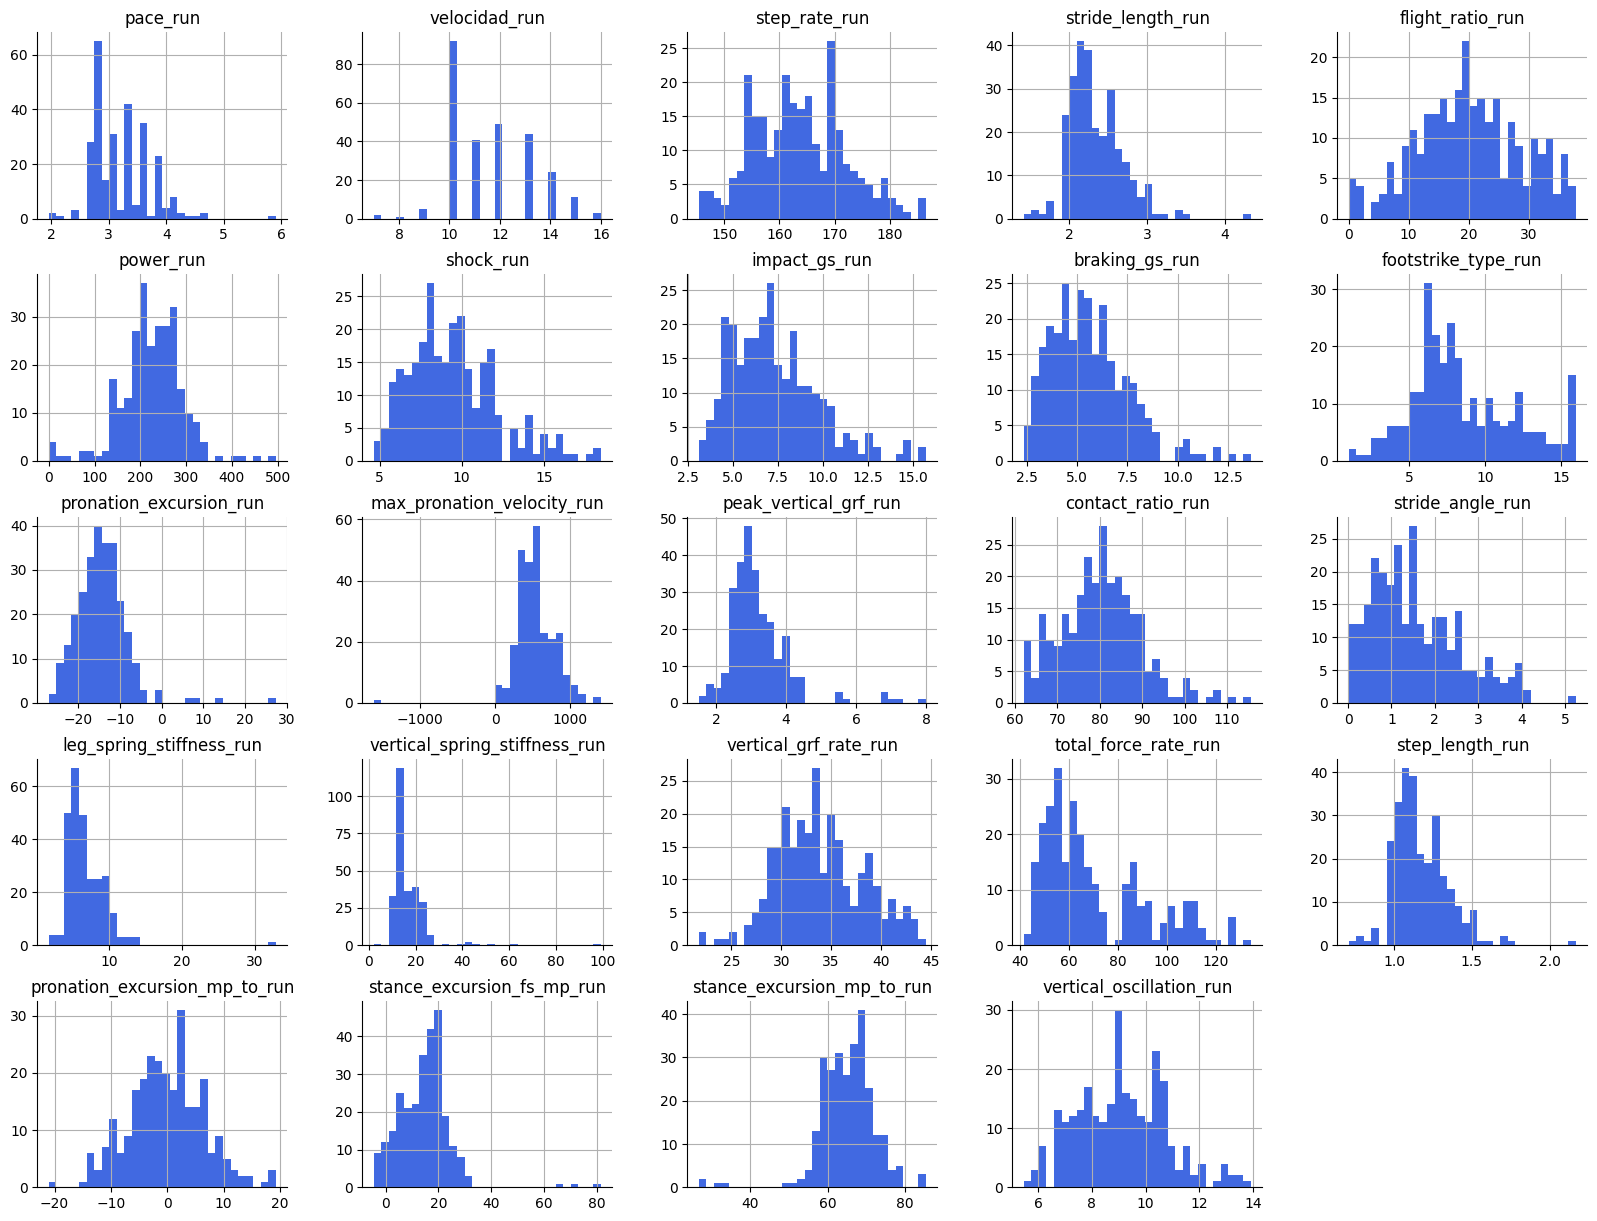 pace_run velocidad_run step_rate_run stride_length_run flight_ratio_run
60 40 20 0
2 3 4 5 6
80 60 40 20 0
8 10 12 14 16
25 20 15 10 5 0
150 160 170 180
40 30 20 10 0
2 3 4
20 15 10 5 0
0 10 20 30
power_run shock_run impact_gs_run braking_gs_run footstrike_type_run
30 20 10 0
0 100 200 300 400 500
25 20 15 10 5 0
5 10 15
25 20 15 10 5 0
2.5 5.0 7.5 10.0 12.5 15.0
25 20 15 10 5 0
2.5 5.0 7.5 10.0 12.5
30 20 10 0
5 10 15
pronation_excursion_run max_pronation_velocity_run peak_vertical_grf_run contact_ratio_run stride_angle_run
40 30 20 10 0
−20 −10 0 10 20 30
60 40 20 0
−1000 0 1000
50 40 30 20 10 0
2 4 6 8
25 20 15 10 5 0
60 70 80 90 100 110
25 20 15 10 5 0
0 1 2 3 4 5
leg_spring_stiffness_run vertical_spring_stiffness_run vertical_grf_rate_run total_force_rate_run step_length_run
60 40 20 0
10 20 30
100 75 50 25 0
0 20 40 60 80 100
25 20 15 10 5 0
25 30 35 40 45
30 20 10 0
40 60 80 100 120
40 30 20 10 0
1.0 1.5 2.0
pronation_excursion_mp_to_run stance_excursion_fs_mp_run stance_excursion_mp_to_run vertical_oscillation_run
30 20 10 0
−20 −10 0 10 20
40 30 20 10 0
0 20 40 60 80
40 30 20 10 0
40 60 80
30 20 10 0
6 8 10 12 14